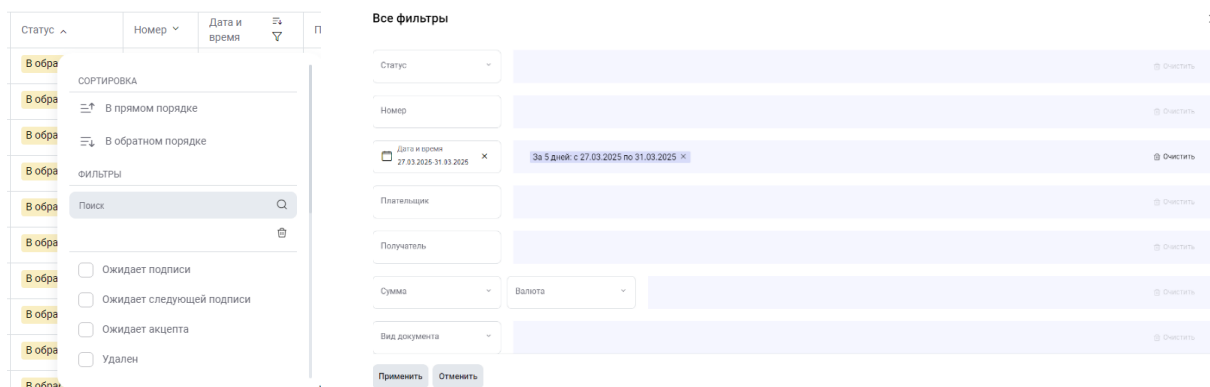 Статус
Номер
Дата и
время
П
В обра
СОРТИРОВКА
В обра
В прямом порядке
В обра
В обратном порядке
В обра
ФИЛЬТРЫ
В обра
Поиск
В обра
В обра
Ожидает подписи
В обра
Ожидает следующей подписи
Ожидает акцепта
В обра
Удален
В обра
Все фильтры
Статус
Очистить
Номер
Очистить
Дата и время
27.03.2025-31.03.2025
За 5 дней: с 27.03.2025 по 31.03.2025 ×
Очистить
Плательщик
Очистить
Получатель
Очистить
Сумма
Валюта
Очистить
Вид документа
Очистить
Применить
Отменить